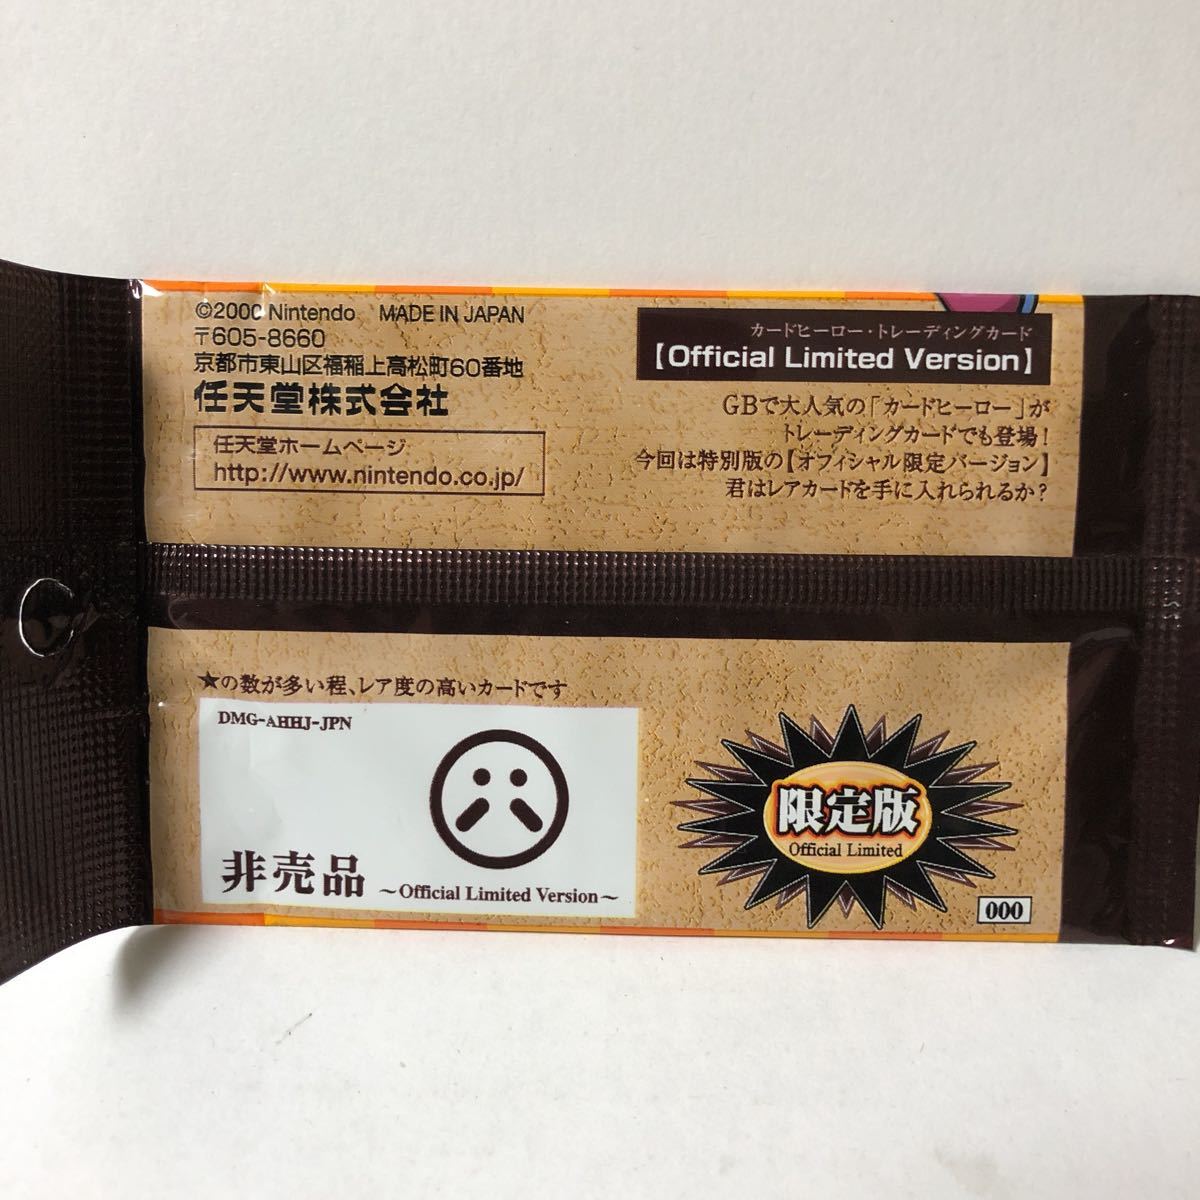 ©2000 Nintendo MADE IN JAPAN
〒605-8660
京都市東山区福稲上高松町60番地
任天堂株式会社
任天堂ホームページ
http://www.nintendo.co.jp/
カードヒーロー・トレーディングカード
【Official Limited Version】
GBで大人気の「カードヒーロー」が
トレーディングカードでも登場!
今回は特別版の【オフィシャル限定バージョン】
君はレアカードを手に入れられるか?
★の数が多い程、レア度の高いカードです
DMG-AHHJ-JPN
非売品 ～Official Limited Version～
限定版
Official Limited
000